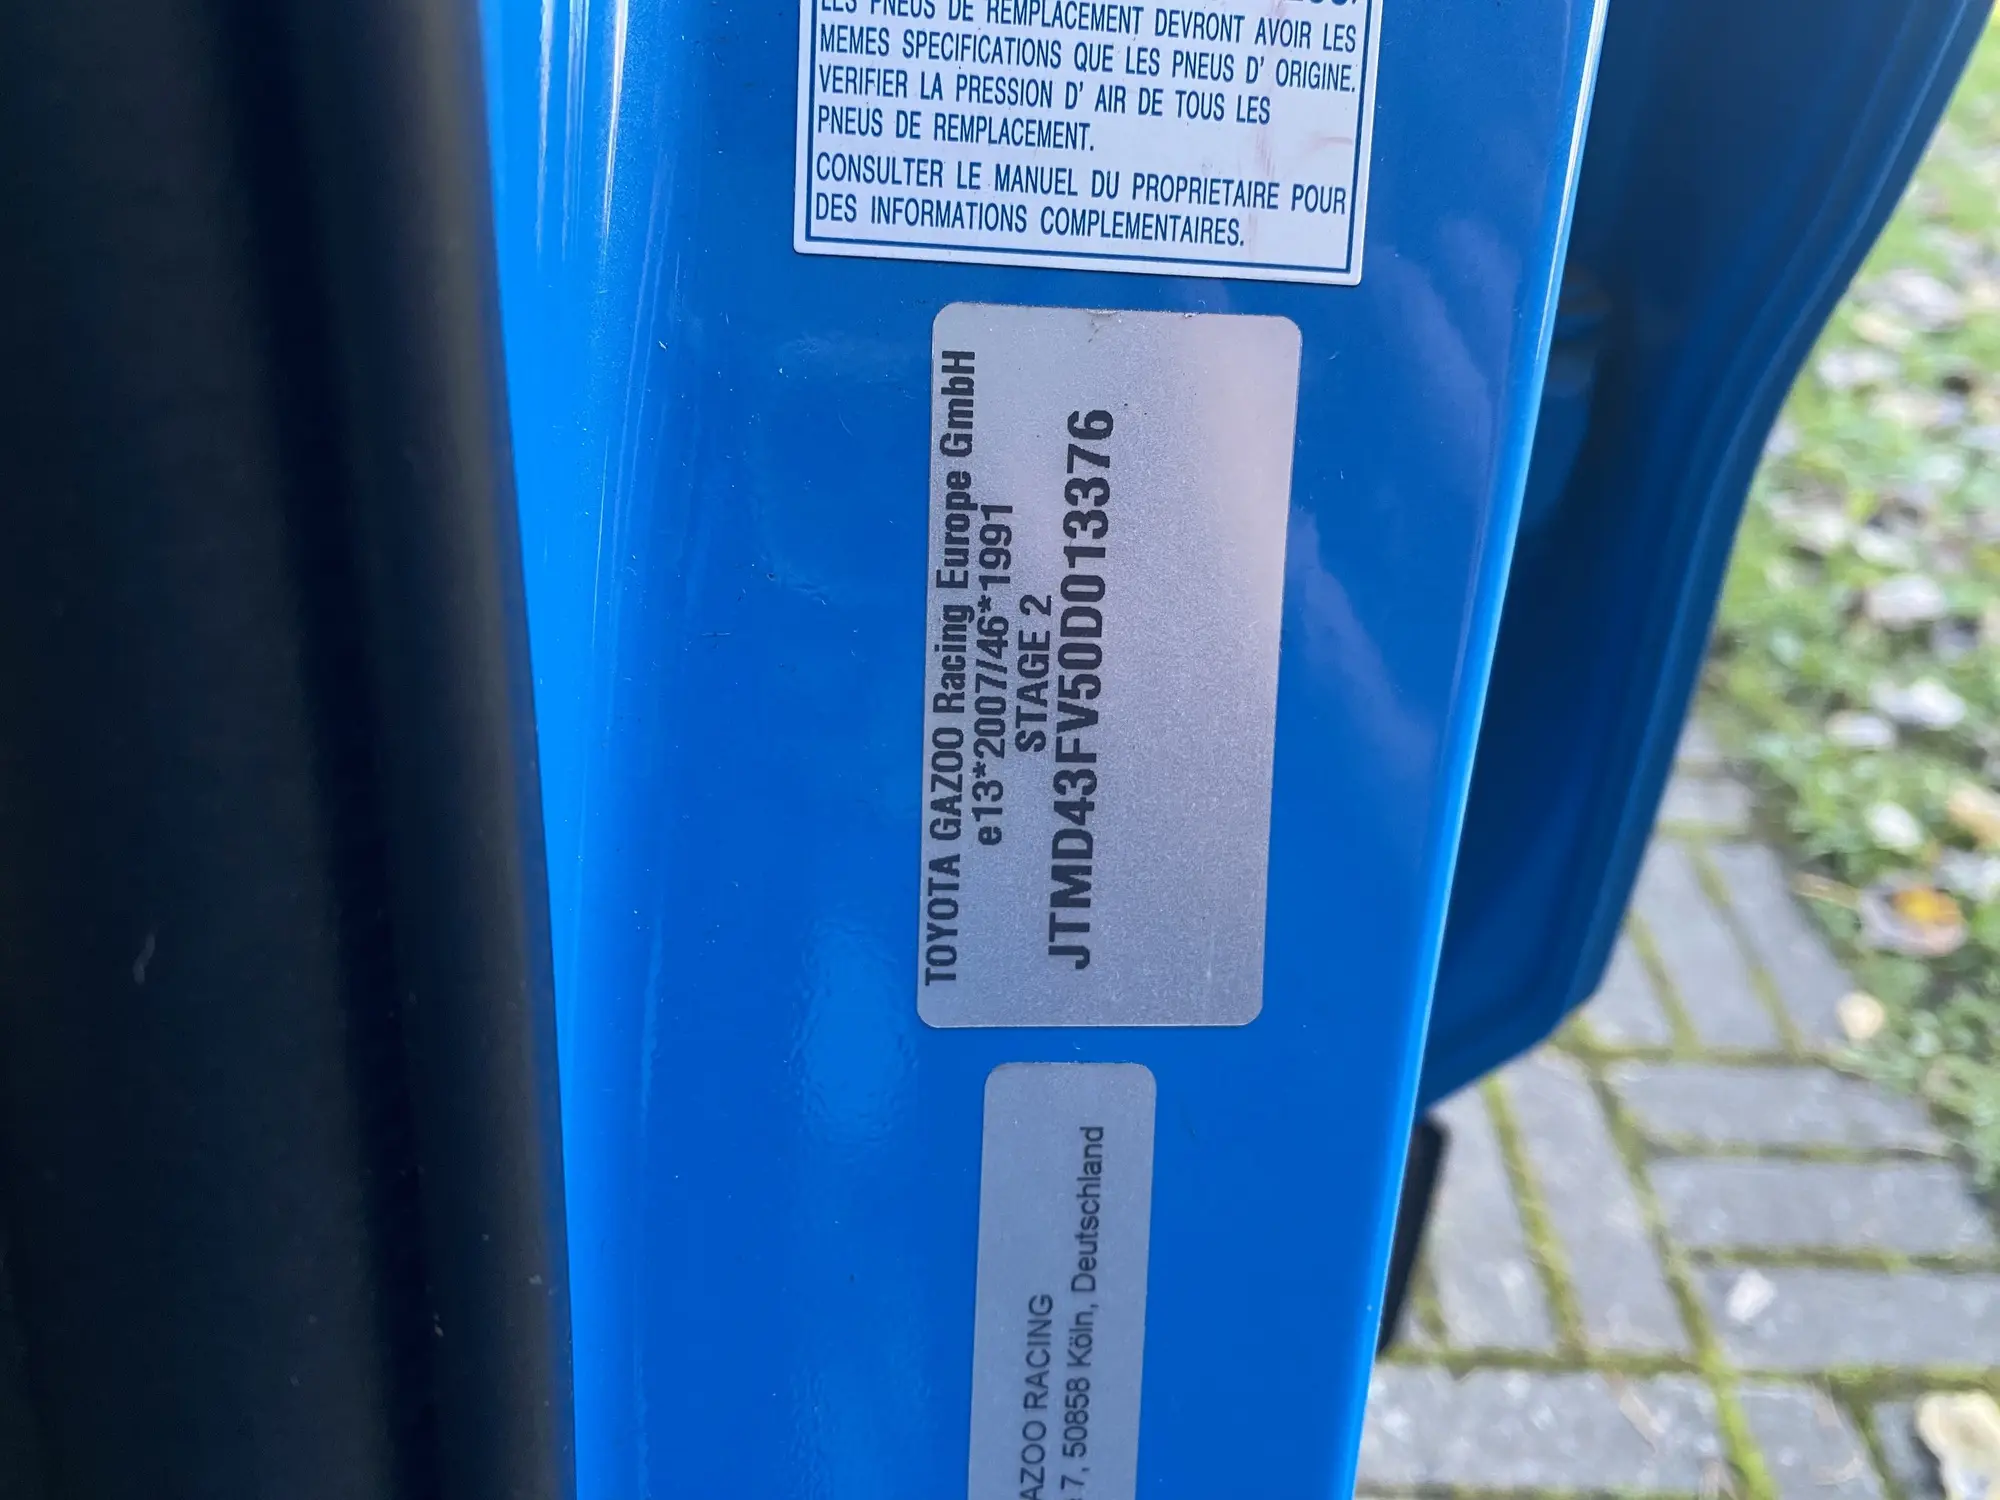 LES PNEUS DE REMPLACEMENT DEVRONT AVOIR LES
MEMES SPECIFICATIONS QUE LES PNEUS D' ORIGINE.
VERIFIER LA PRESSION D' AIR DE TOUS LES
PNEUS DE REMPLACEMENT.
CONSULTER LE MANUEL DU PROPRIETAIRE POUR
DES INFORMATIONS COMPLEMENTAIRES.
TOYOTA GAZOO Racing Europe GmbH
e13*2007/46*1991
STAGE 2
JTMD43FV50D013376
AZOO RACING
7, 50858 Köln, Deutschland